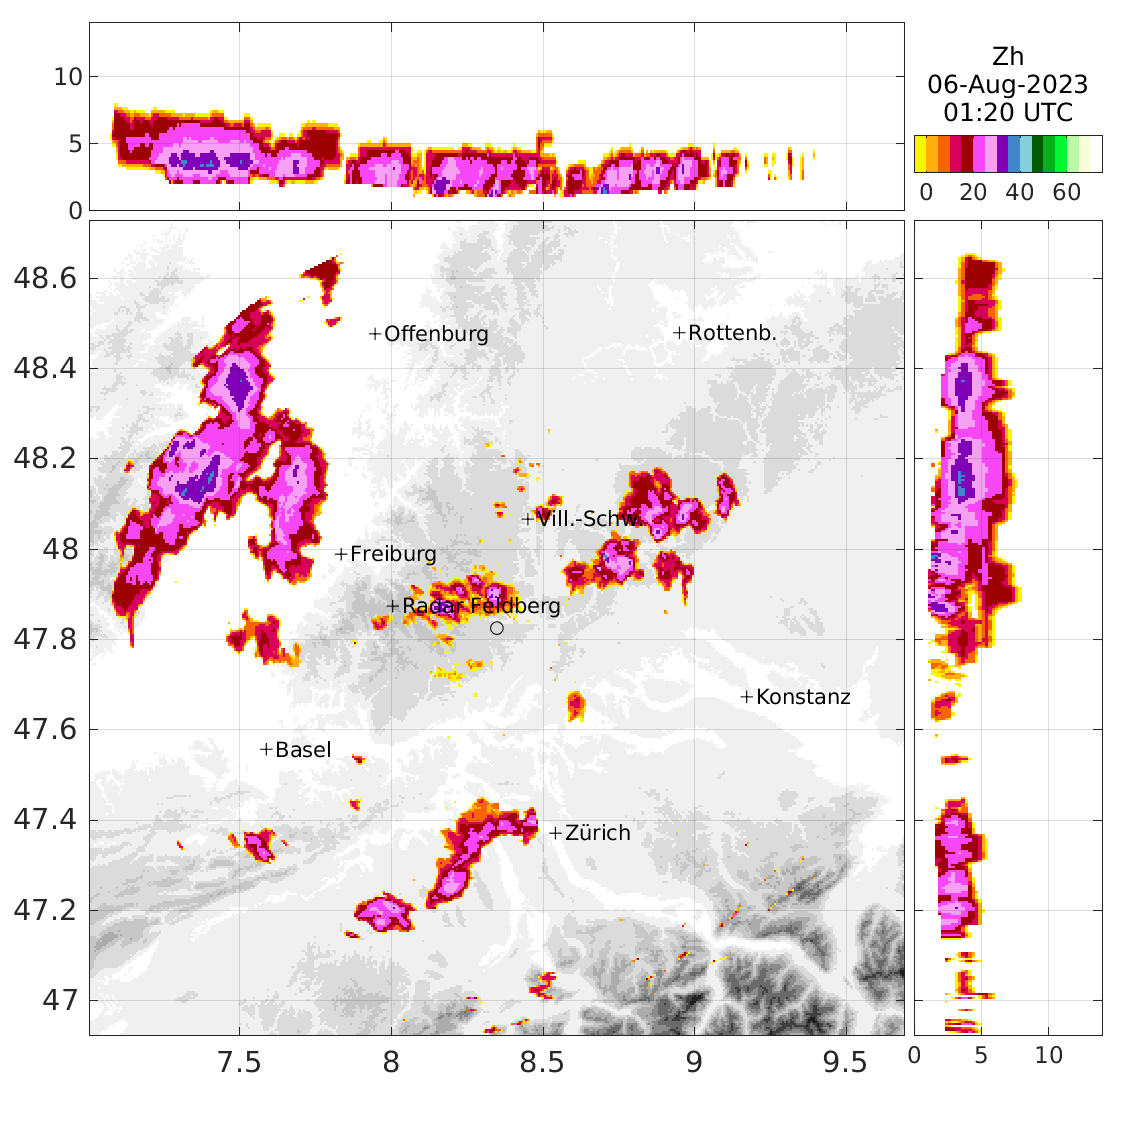 Zh
06-Aug-2023
01:20 UTC
10
5
0
0 20 40 60
48.6
Offenburg
Rottenb.
48.4
48.2
Vill.-Schw.
48
Freiburg
Radar Feldberg
47.8
Konstanz
47.6
Basel
47.4
Zürich
47.2
47
7.5 8 8.5 9 9.5
0 5 10